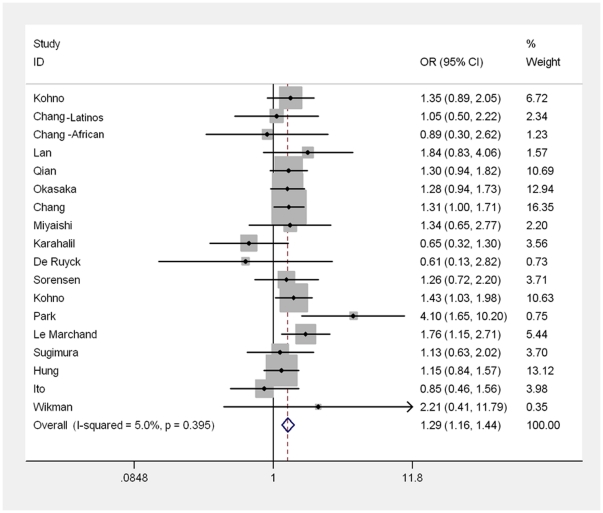 Study %
ID OR (95% CI) Weight
Kohno 1.35 (0.89, 2.05) 6.72
Chang-Latinos 1.05 (0.50, 2.22) 2.34
Chang -African 0.89 (0.30, 2.62) 1.23
Lan 1.84 (0.83, 4.06) 1.57
Qian 1.30 (0.94, 1.82) 10.69
Okasaka 1.28 (0.94, 1.73) 12.94
Chang 1.31 (1.00, 1.71) 16.35
Miyaishi 1.34 (0.65, 2.77) 2.20
Karahalil 0.65 (0.32, 1.30) 3.56
De Ruyck 0.61 (0.13, 2.82) 0.73
Sorensen 1.26 (0.72, 2.20) 3.71
Kohno 1.43 (1.03, 1.98) 10.63
Park 4.10 (1.65, 10.20) 0.75
Le Marchand 1.76 (1.15, 2.71) 5.44
Sugimura 1.13 (0.63, 2.02) 3.70
Hung 1.15 (0.84, 1.57) 13.12
Ito 0.85 (0.46, 1.56) 3.98
Wikman 2.21 (0.41, 11.79) 0.35
Overall (I-squared = 5.0%, p = 0.395) 1.29 (1.16, 1.44) 100.00
.0848 1 11.8